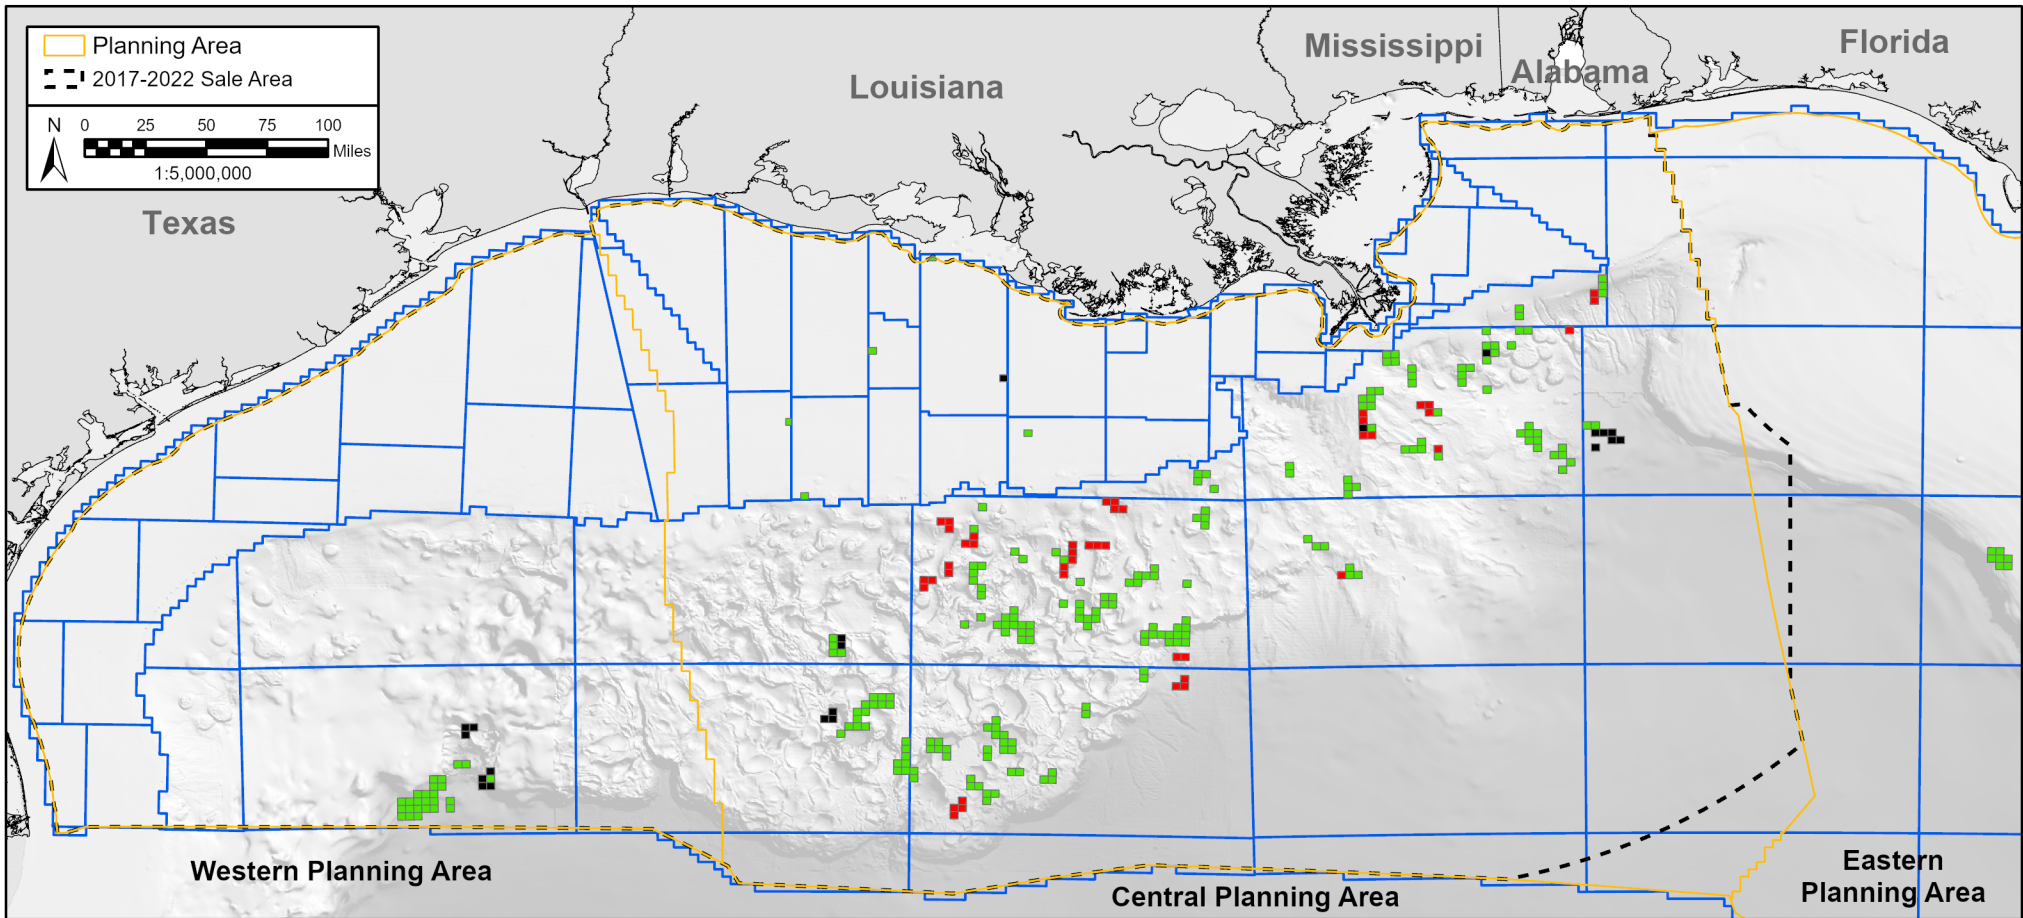 Planning Area
2017-2022 Sale Area
N
0 25 50 75 100
Miles
1:5,000,000
Texas
Louisiana
Mississippi
Alabama
Florida
Western Planning Area
Central Planning Area
Eastern
Planning Area